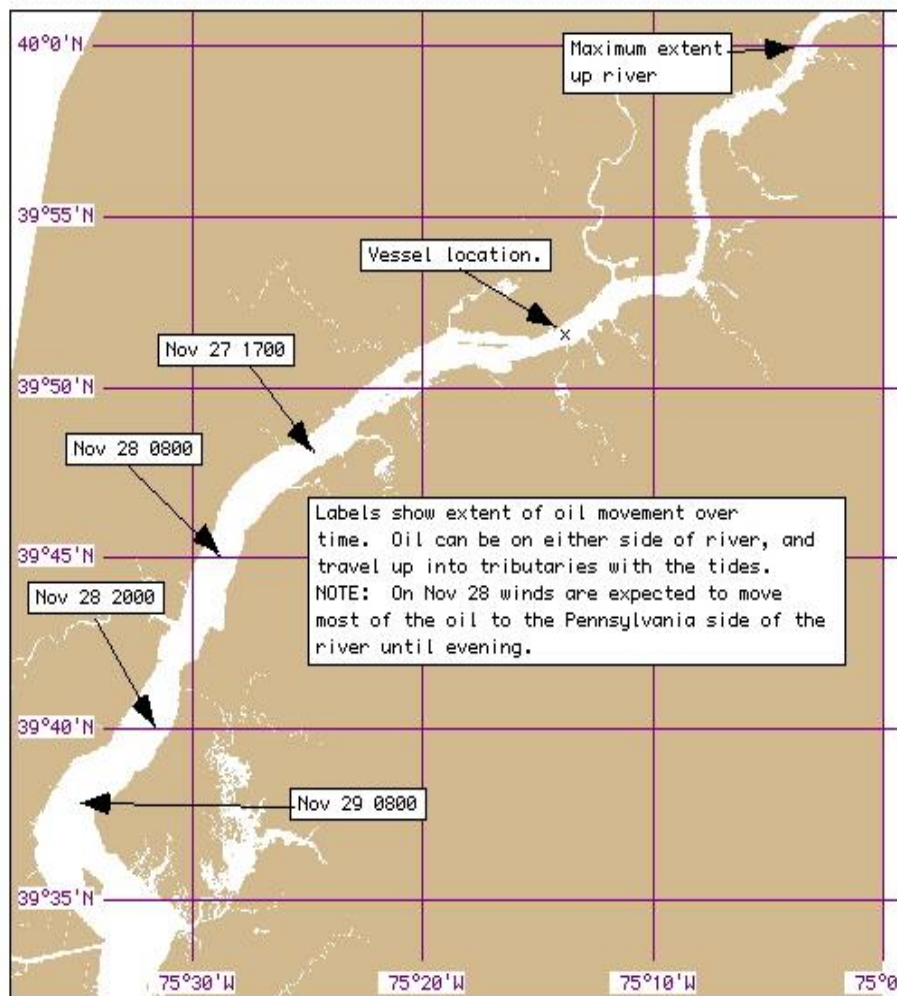 40°0'N
Maximum extent
up river
39°55'N
Vessel location.
Nov 27 1700
39°50'N
Nov 28 0800
Labels show extent of oil movement over
time. Oil can be on either side of river, and
travel up into tributaries with the tides.
NOTE: On Nov 28 winds are expected to move
most of the oil to the Pennsylvania side of the
river until evening.
39°45'N
Nov 28 2000
39°40'N
Nov 29 0800
39°35'N
75°30'W
75°20'W
75°10'W
75°0